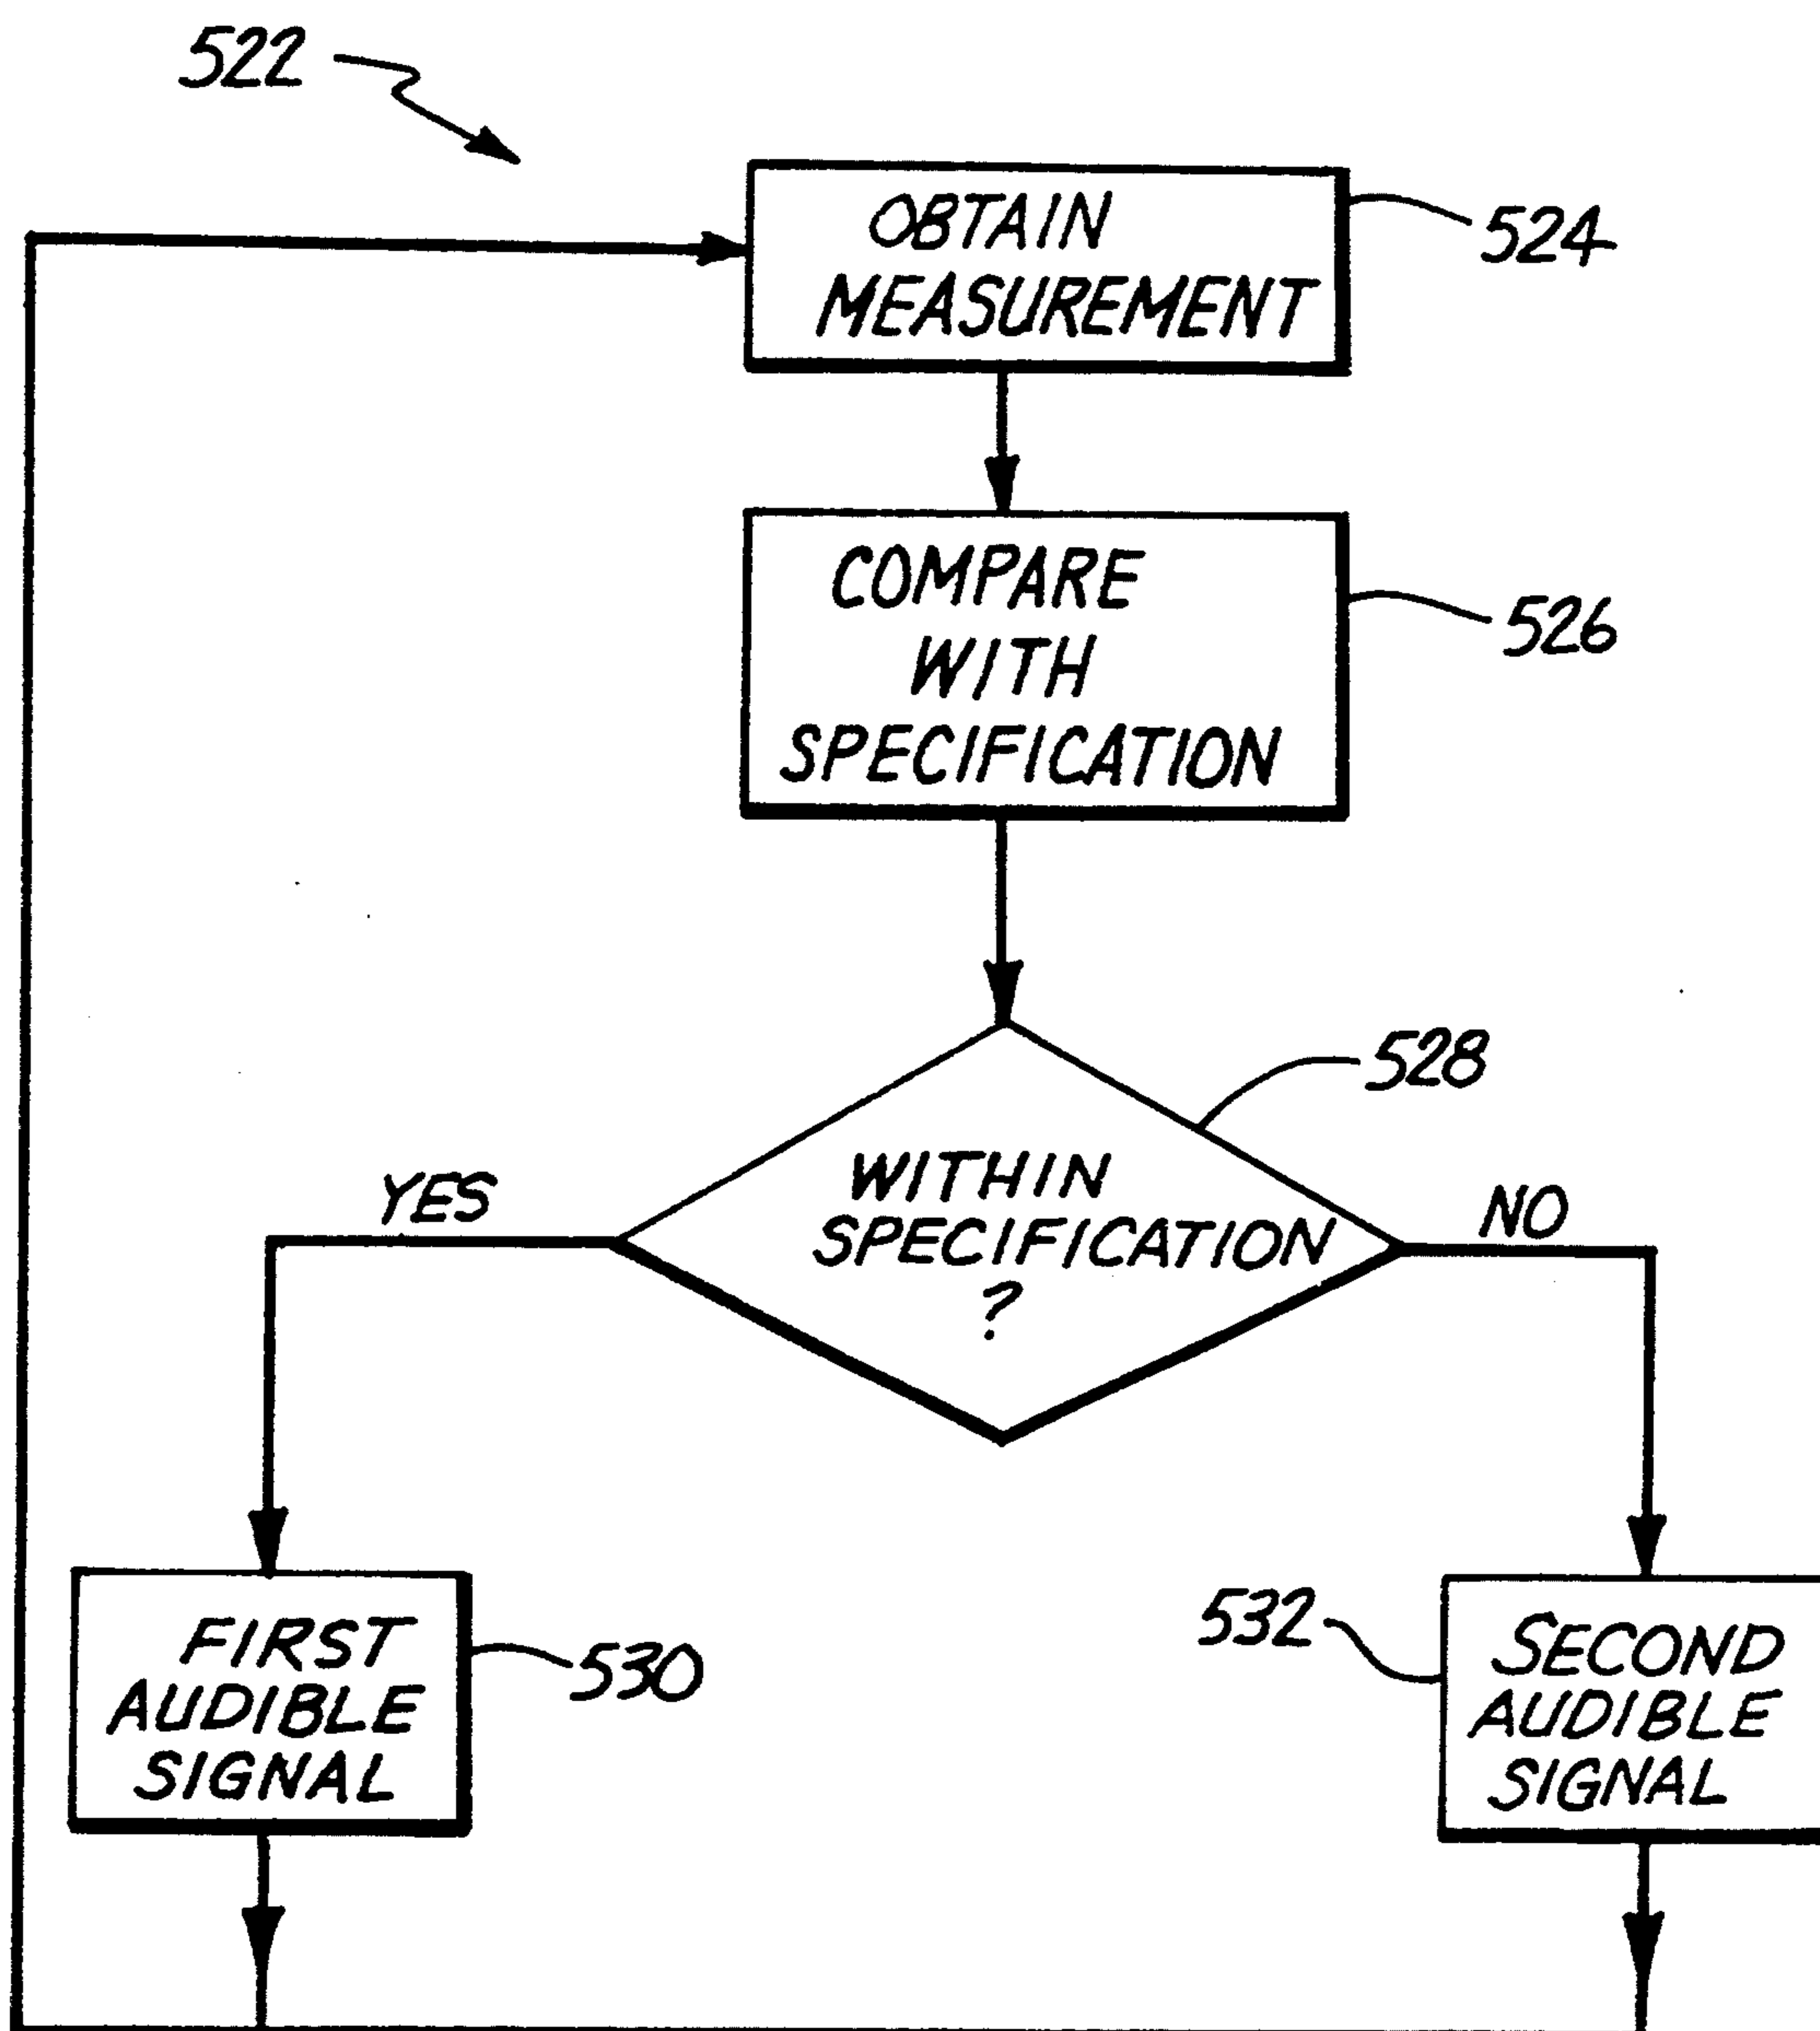 522
OBTAIN
MEASUREMENT
524
COMPARE
WITH
SPECIFICATION
526
528
WITHIN
SPECIFICATION
?
YES
NO
FIRST
AUDIBLE
SIGNAL
530
532
SECOND
AUDIBLE
SIGNAL